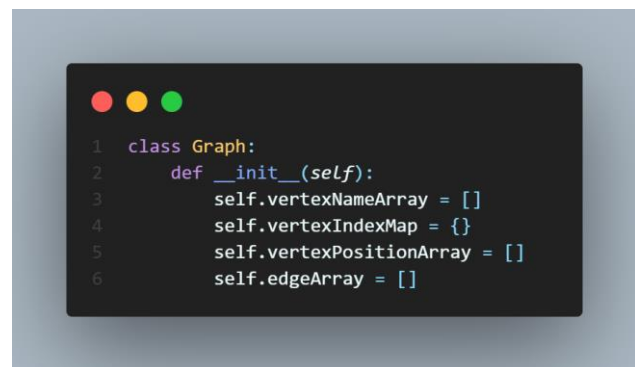 1 class Graph:
2     def __init__(self):
3         self.vertexNameArray = []
4         self.vertexIndexMap = {}
5         self.vertexPositionArray = []
6         self.edgeArray = []